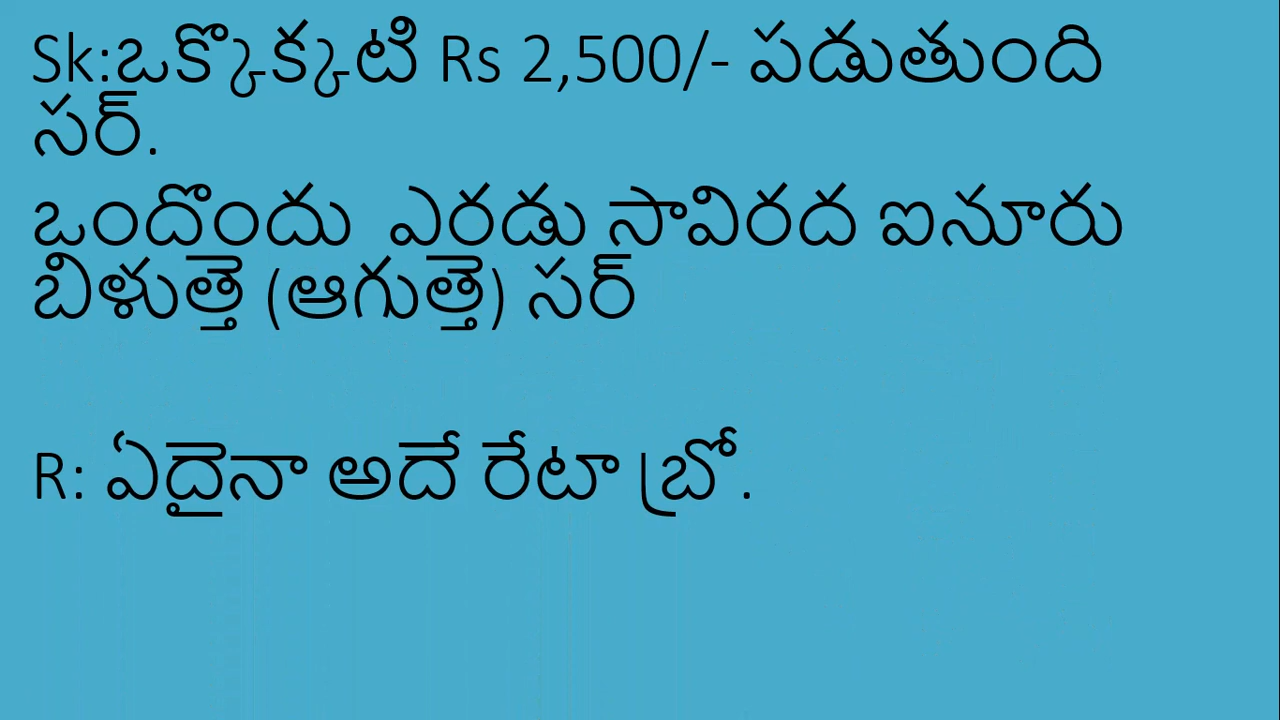 Sk:ఒక్కొక్కటి Rs 2,500/- పడుతుంది
సర్.
ఒందొందు ఎరడు సావిరద ఐనూరు
బిళుత్తె (ఆగుత్తె) సర్
R: ఏదైనా అదే రేటా బ్రో.